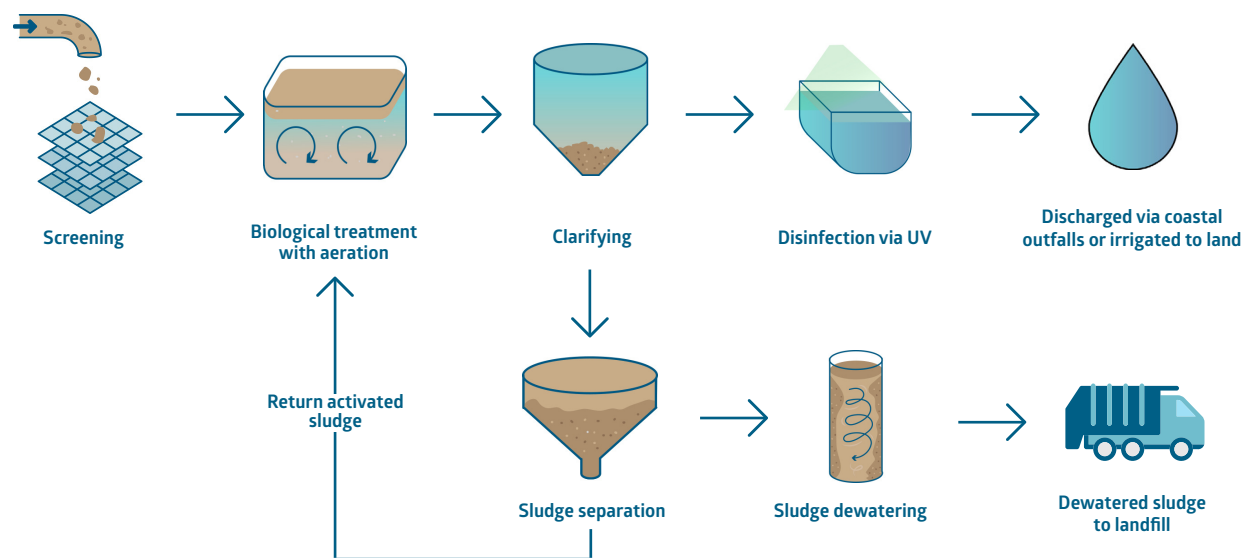 Screening
Biological treatment
with aeration
Clarifying
Disinfection via UV
Discharged via coastal
outfalls or irrigated to land
Return activated
sludge
Sludge separation
Sludge dewatering
Dewatered sludge
to landfill